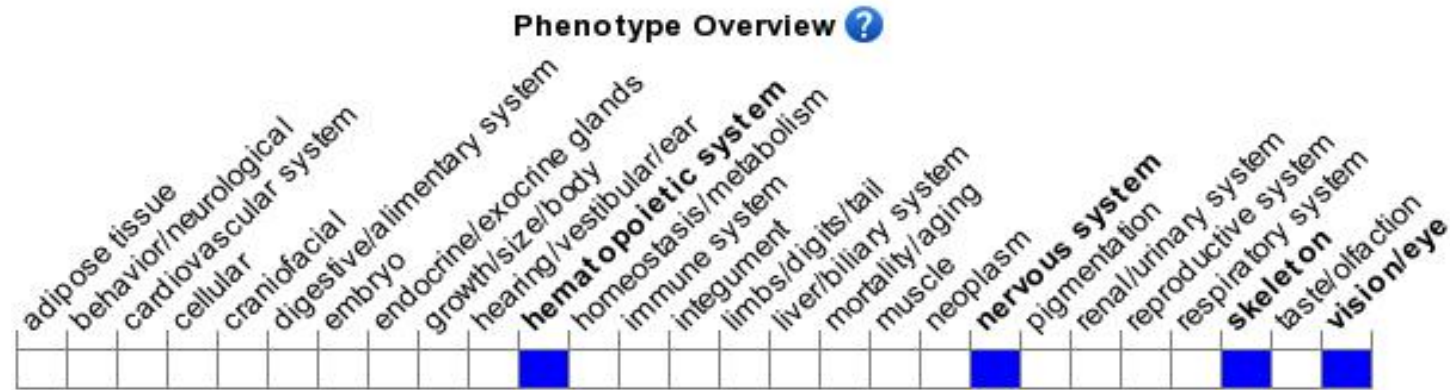 Phenotype Overview ?
adipose tissue
behavior/neurological
cardiovascular system
cellular
craniofacial
digestive/alimentary system
embryo
endocrine/exocrine glands
growth/size/body
hearing/vestibular/ear
hematopoietic system
homeostasis/metabolism
immune system
integument
limbs/digits/tail
liver/biliary system
mortality/aging
muscle
neoplasm
nervous system
pigmentation
renal/urinary system
reproductive system
respiratory system
skeleton
taste/olfaction
vision/eye